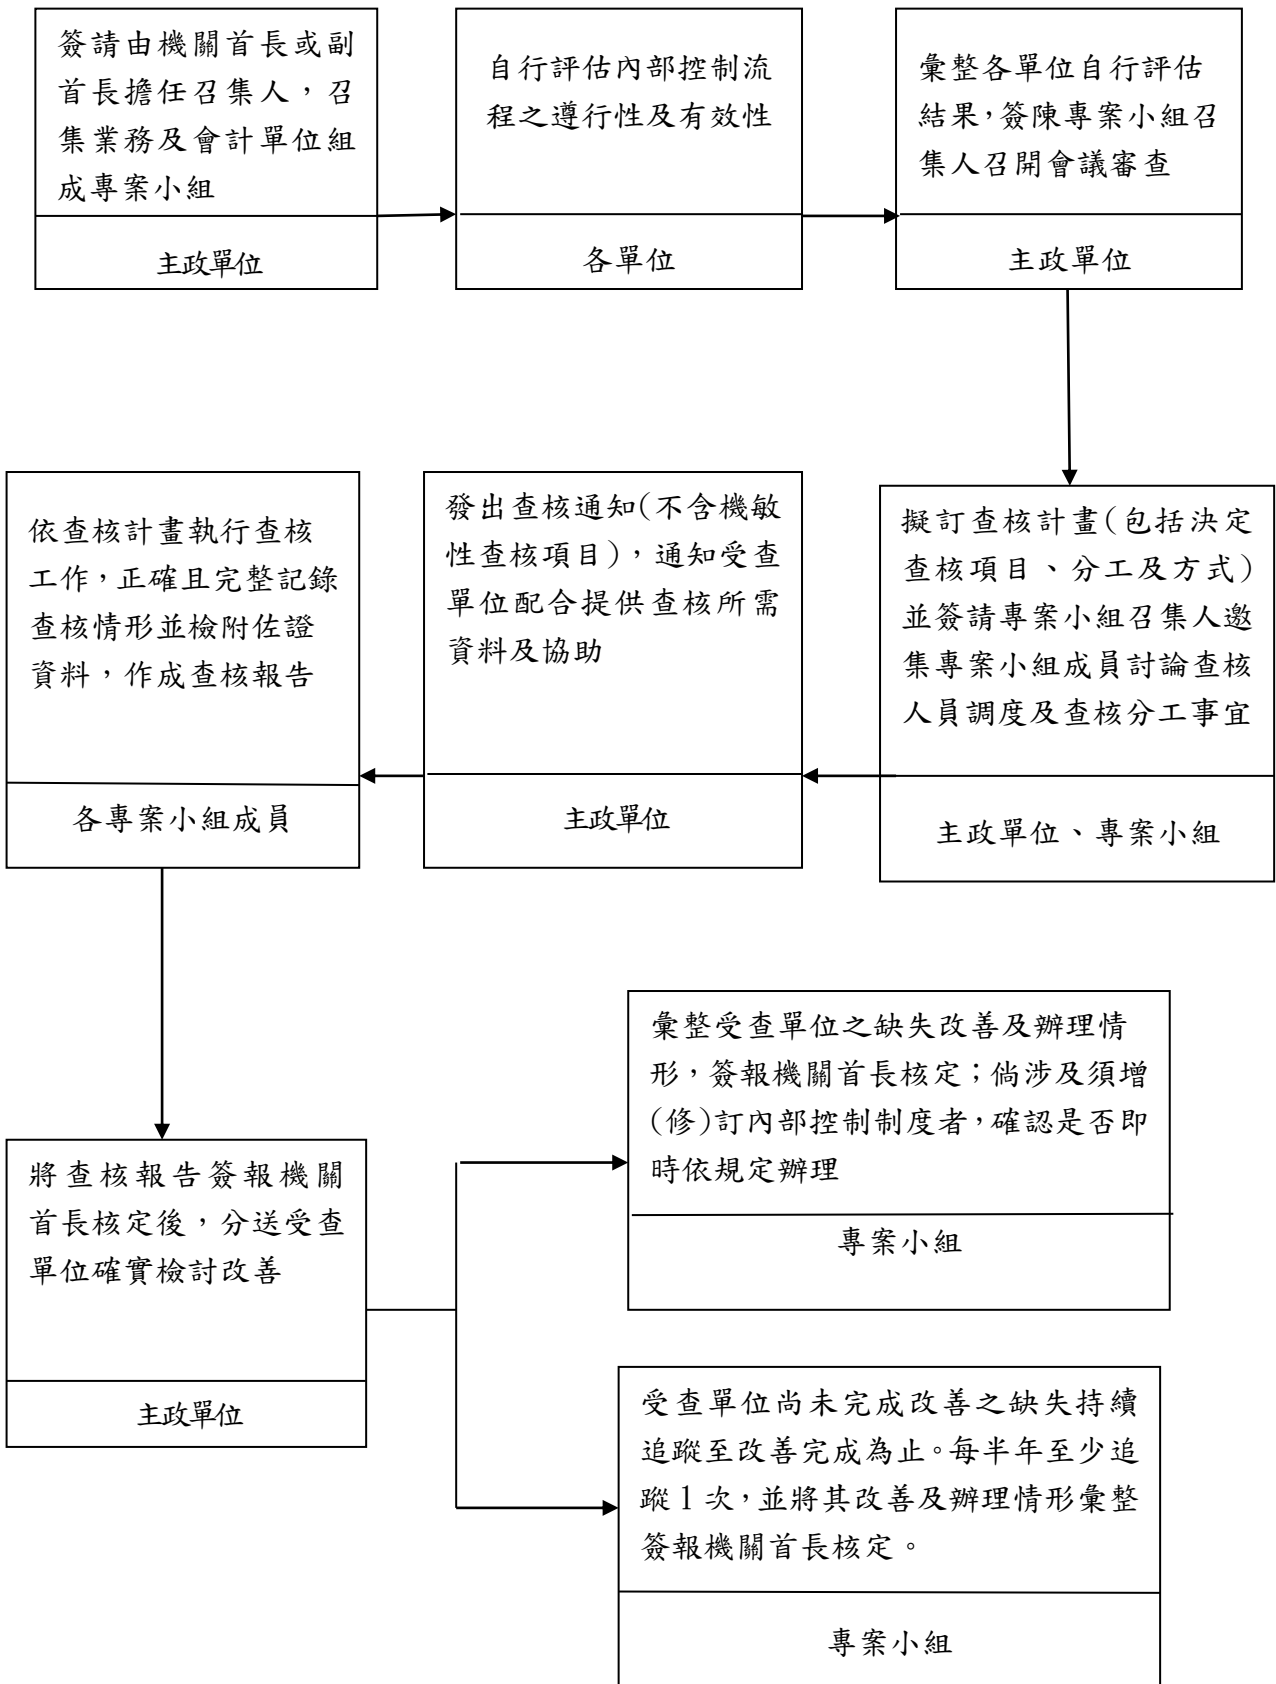 簽請由機關首長或副
首長擔任召集人，召
集業務及會計單位組
成專案小組
主政單位
自行評估內部控制流
程之遵行性及有效性
各單位
彙整各單位自行評估
結果，簽陳專案小組召
集人召開會議審查
主政單位
擬訂查核計畫(包括決定
查核項目、分工及方式)
並簽請專案小組召集人邀
集專案小組成員討論查核
人員調度及查核分工事宜
主政單位、專案小組
發出查核通知(不含機敏
性查核項目)，通知受查
單位配合提供查核所需
資料及協助
主政單位
依查核計畫執行查核
工作，正確且完整記錄
查核情形並檢附佐證
資料，作成查核報告
各專案小組成員
將查核報告簽報機關
首長核定後，分送受查
單位確實檢討改善
主政單位
彙整受查單位之缺失改善及辦理情
形，簽報機關首長核定；倘涉及須增
(修)訂內部控制制度者，確認是否即
時依規定辦理
專案小組
受查單位尚未完成改善之缺失持續
追蹤至改善完成為止。每半年至少追
蹤1次，並將其改善及辦理情形彙整
簽報機關首長核定。
專案小組